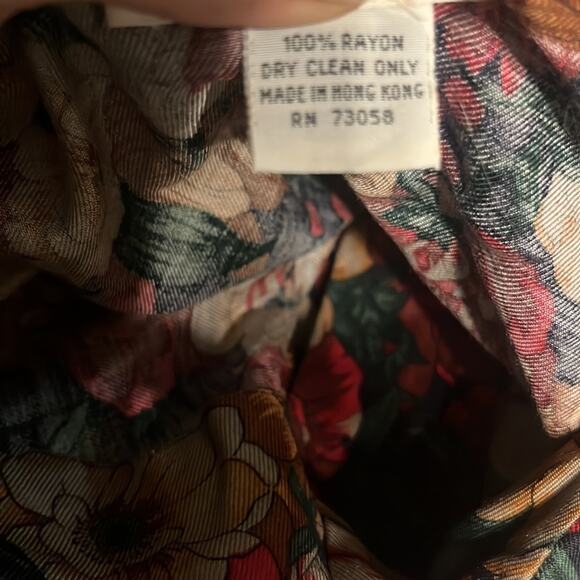 100% RAYON
DRY CLEAN ONLY
MADE IN HONG KONG
RN 73058